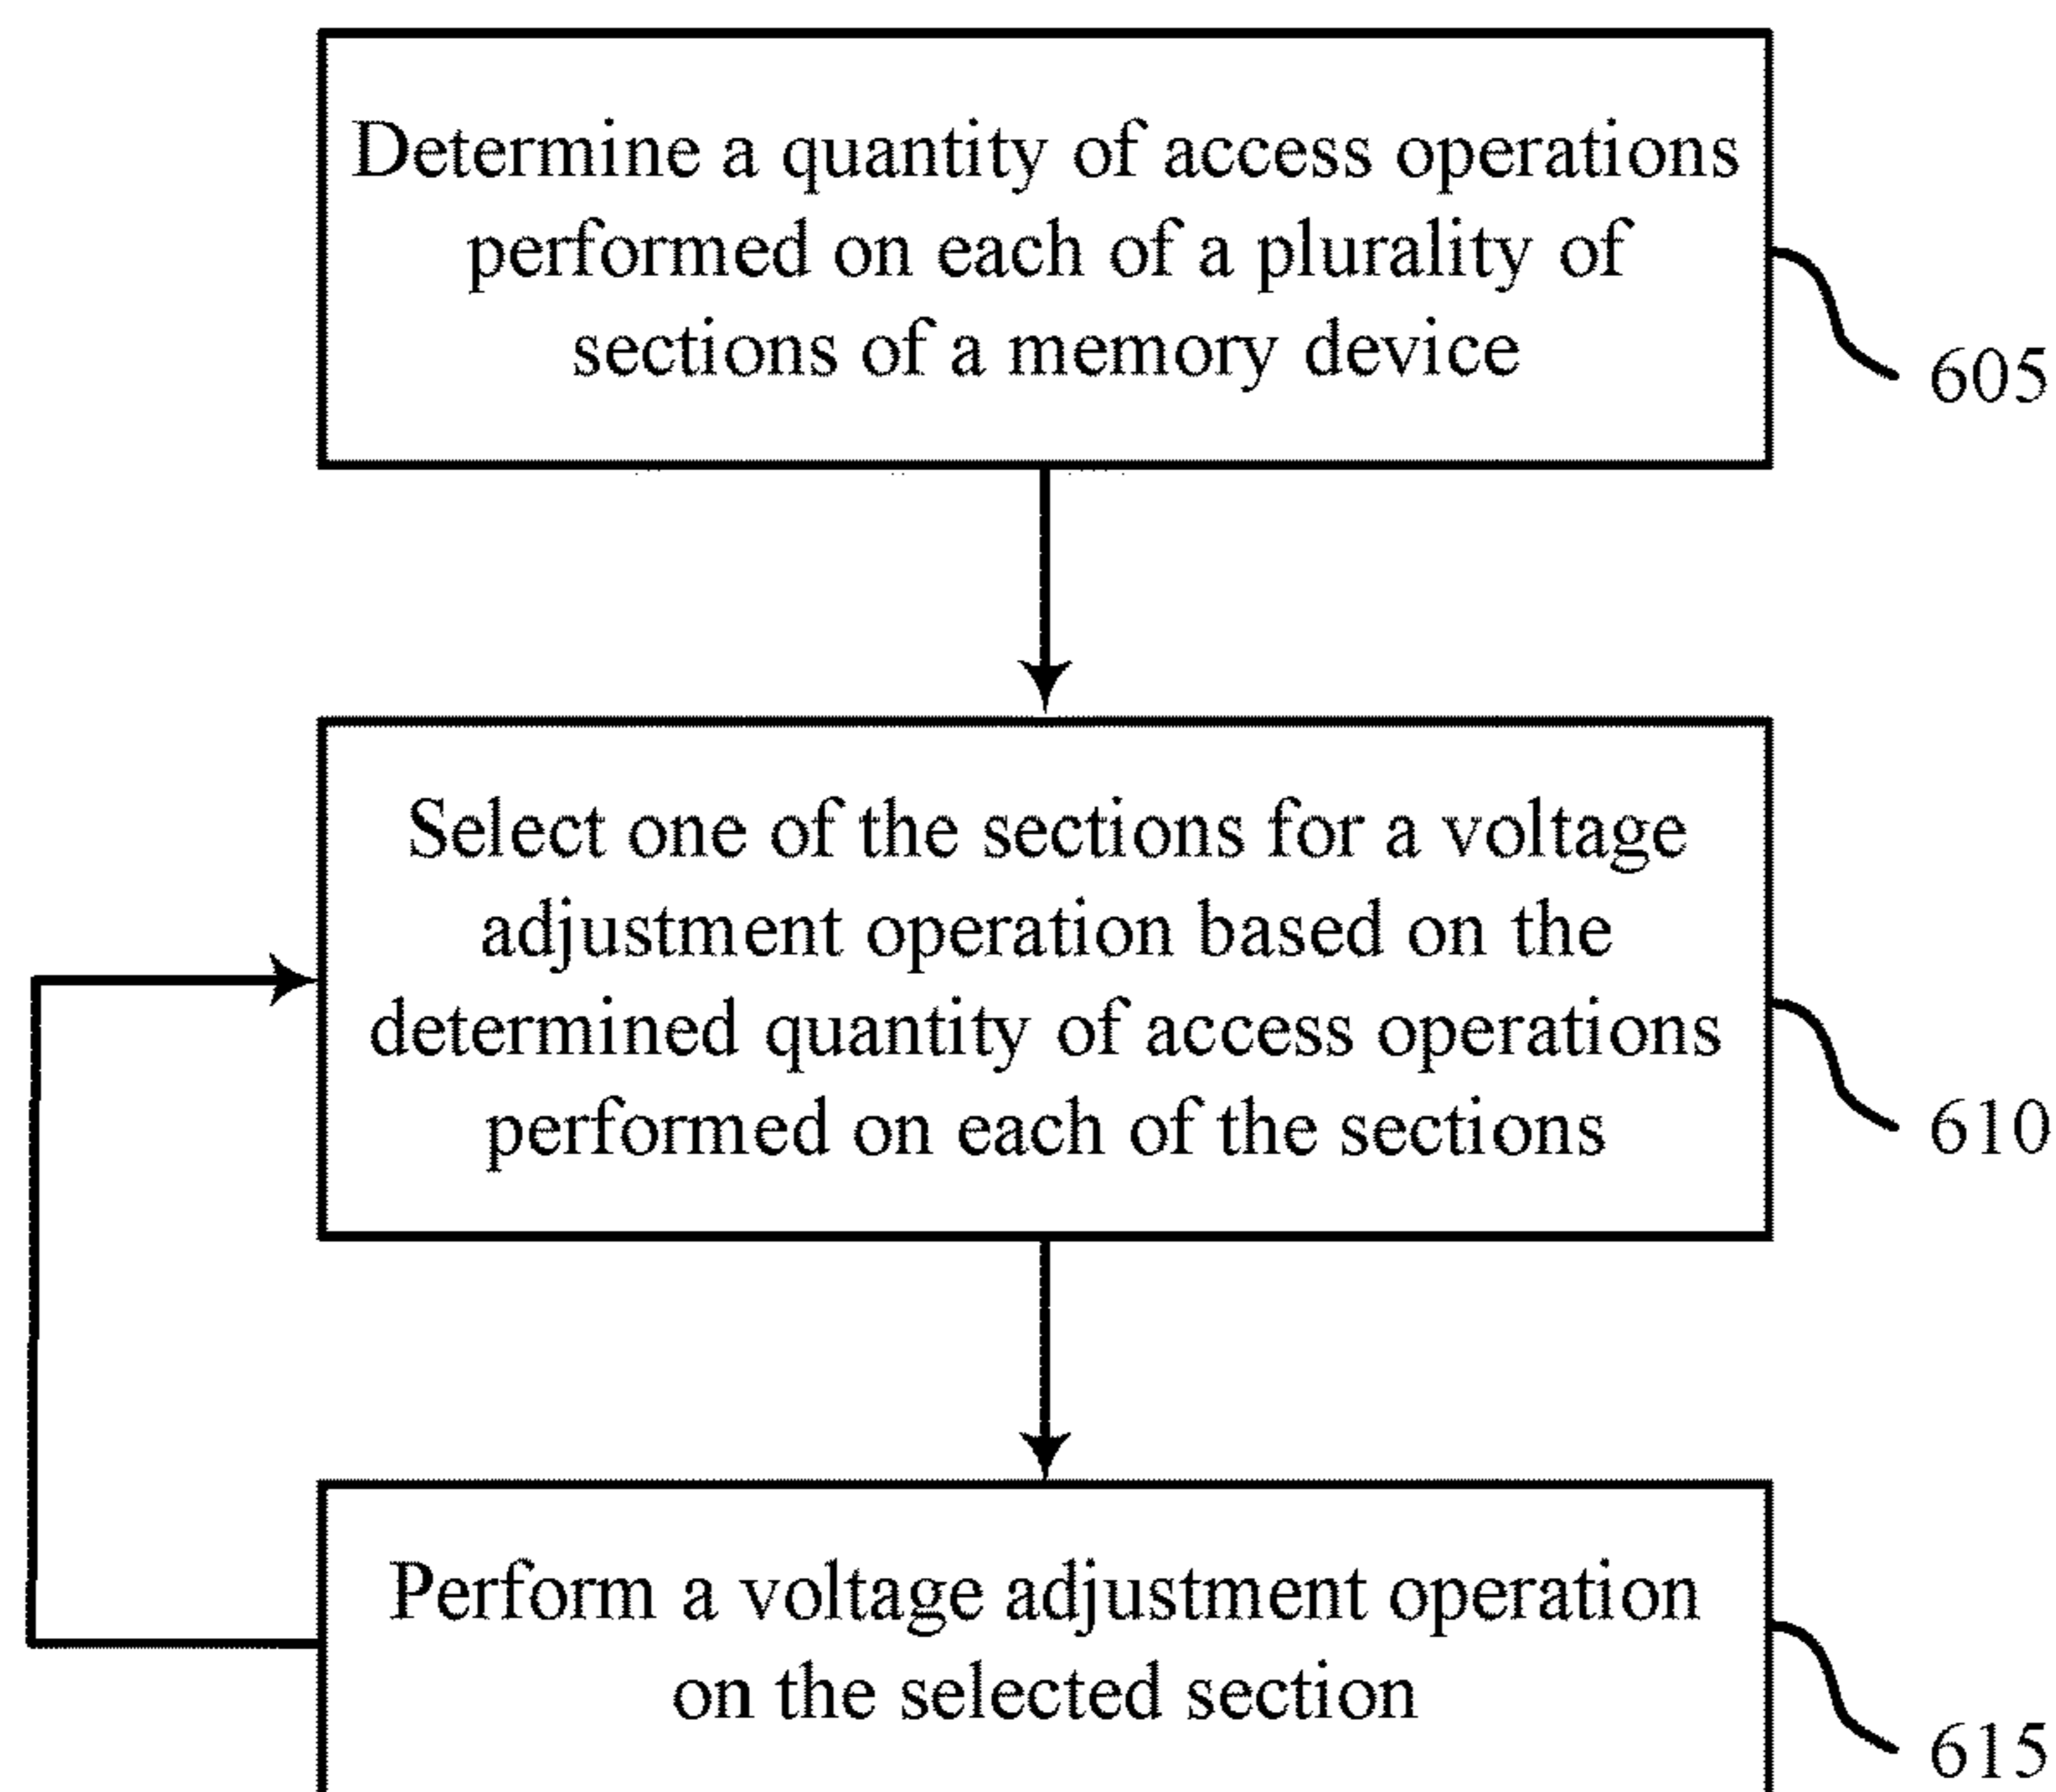 Determine a quantity of access operations
performed on each of a plurality of
sections of a memory device
605
Select one of the sections for a voltage
adjustment operation based on the
determined quantity of access operations
performed on each of the sections
610
Perform a voltage adjustment operation
on the selected section
615